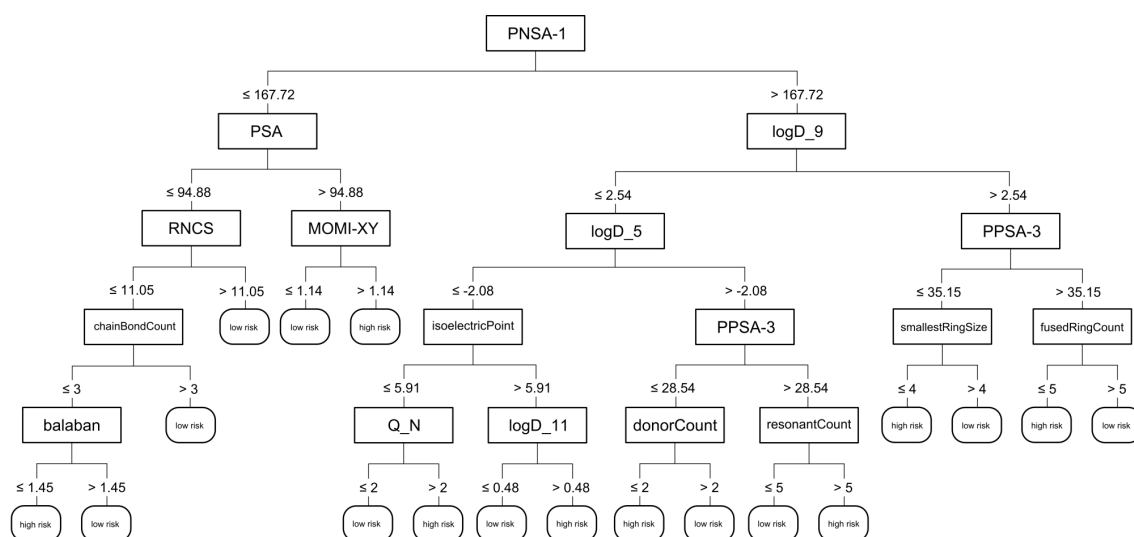 PNSA-1
≤ 167.72 > 167.72
PSA logD_9
≤ 94.88 > 94.88 ≤ 2.54 > 2.54
RNCS MOMI-XY logD_5 PPSA-3
≤ 11.05 > 11.05 ≤ 1.14 > 1.14 ≤ -2.08 > -2.08 ≤ 35.15 > 35.15
chainBondCount low risk low risk high risk isoelectricPoint PPSA-3 smallestRingSize fusedRingCount
≤ 3 > 3 ≤ 5.91 > 5.91 ≤ 28.54 > 28.54 ≤ 4 > 4 ≤ 5 > 5
balaban low risk Q_N logD_11 donorCount resonantCount high risk low risk high risk low risk
≤ 1.45 > 1.45 ≤ 2 > 2 ≤ 0.48 > 0.48 ≤ 2 > 2 ≤ 5 > 5
high risk low risk low risk high risk low risk high risk high risk low risk low risk high risk